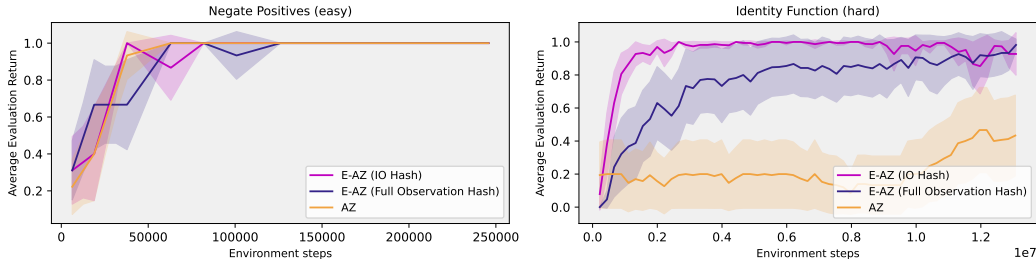 Negate Positives (easy)
Average Evaluation Return
1.0
0.8
0.6
0.4
0.2
0
50000
100000
150000
200000
250000
Environment steps
E-AZ (IO Hash)
E-AZ (Full Observation Hash)
AZ
Identity Function (hard)
Average Evaluation Return
1.0
0.8
0.6
0.4
0.2
0.0
0.0
0.2
0.4
0.6
0.8
1.0
1.2
1e7
Environment steps
E-AZ (IO Hash)
E-AZ (Full Observation Hash)
AZ